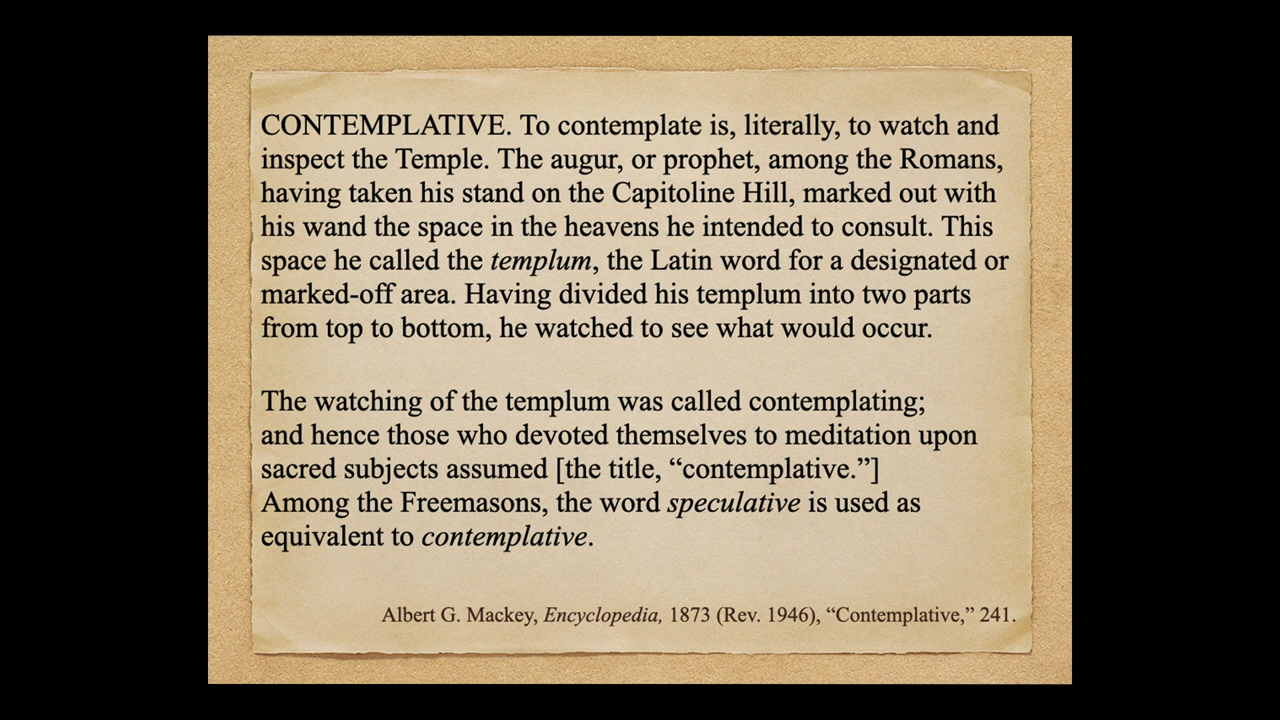 CONTEMPLATIVE. To contemplate is, literally, to watch and
inspect the Temple. The augur, or prophet, among the Romans,
having taken his stand on the Capitoline Hill, marked out with
his wand the space in the heavens he intended to consult. This
space he called the templum, the Latin word for a designated or
marked-off area. Having divided his templum into two parts
from top to bottom, he watched to see what would occur.
The watching of the templum was called contemplating;
and hence those who devoted themselves to meditation upon
sacred subjects assumed [the title, “contemplative.”]
Among the Freemasons, the word speculative is used as
equivalent to contemplative.
Albert G. Mackey, Encyclopedia, 1873 (Rev. 1946), “Contemplative,” 241.